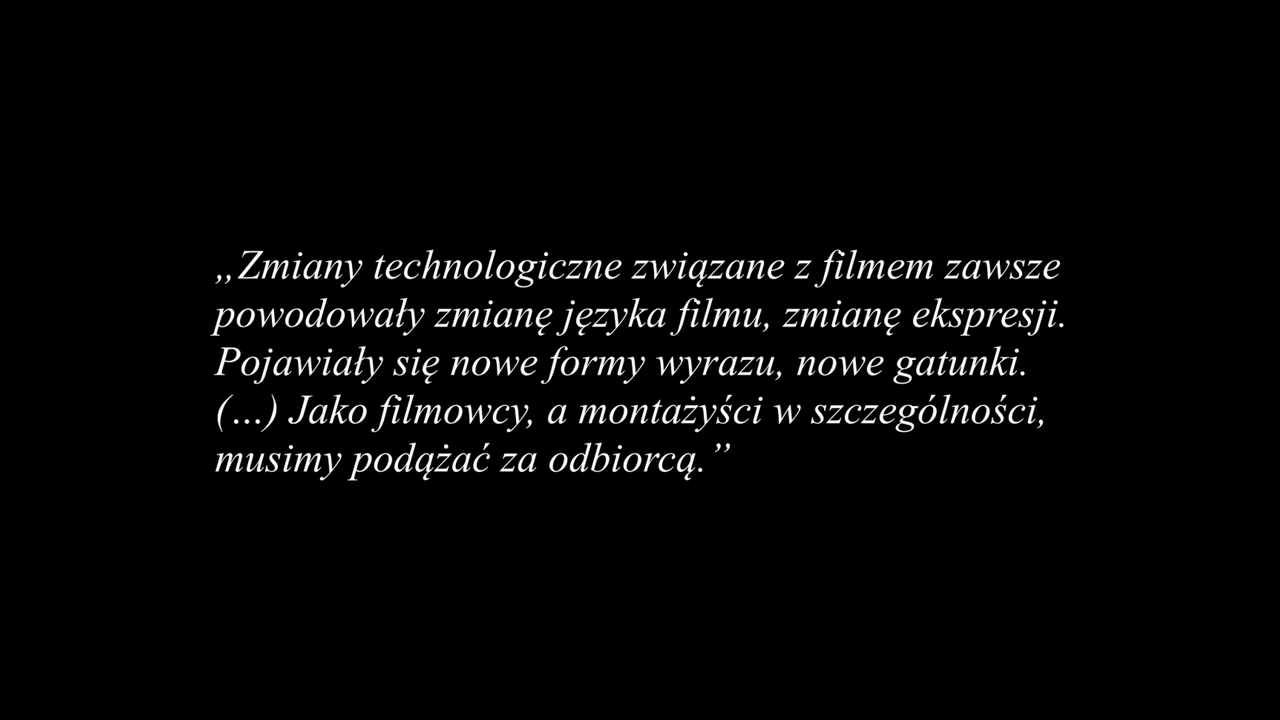 „Zmiany technologiczne związane z filmem zawsze
powodowały zmianę języka filmu, zmianę ekspresji.
Pojawiały się nowe formy wyrazu, nowe gatunki.
(...) Jako filmowcy, a montażyści w szczególności,
musimy podążać za odbiorcą.”